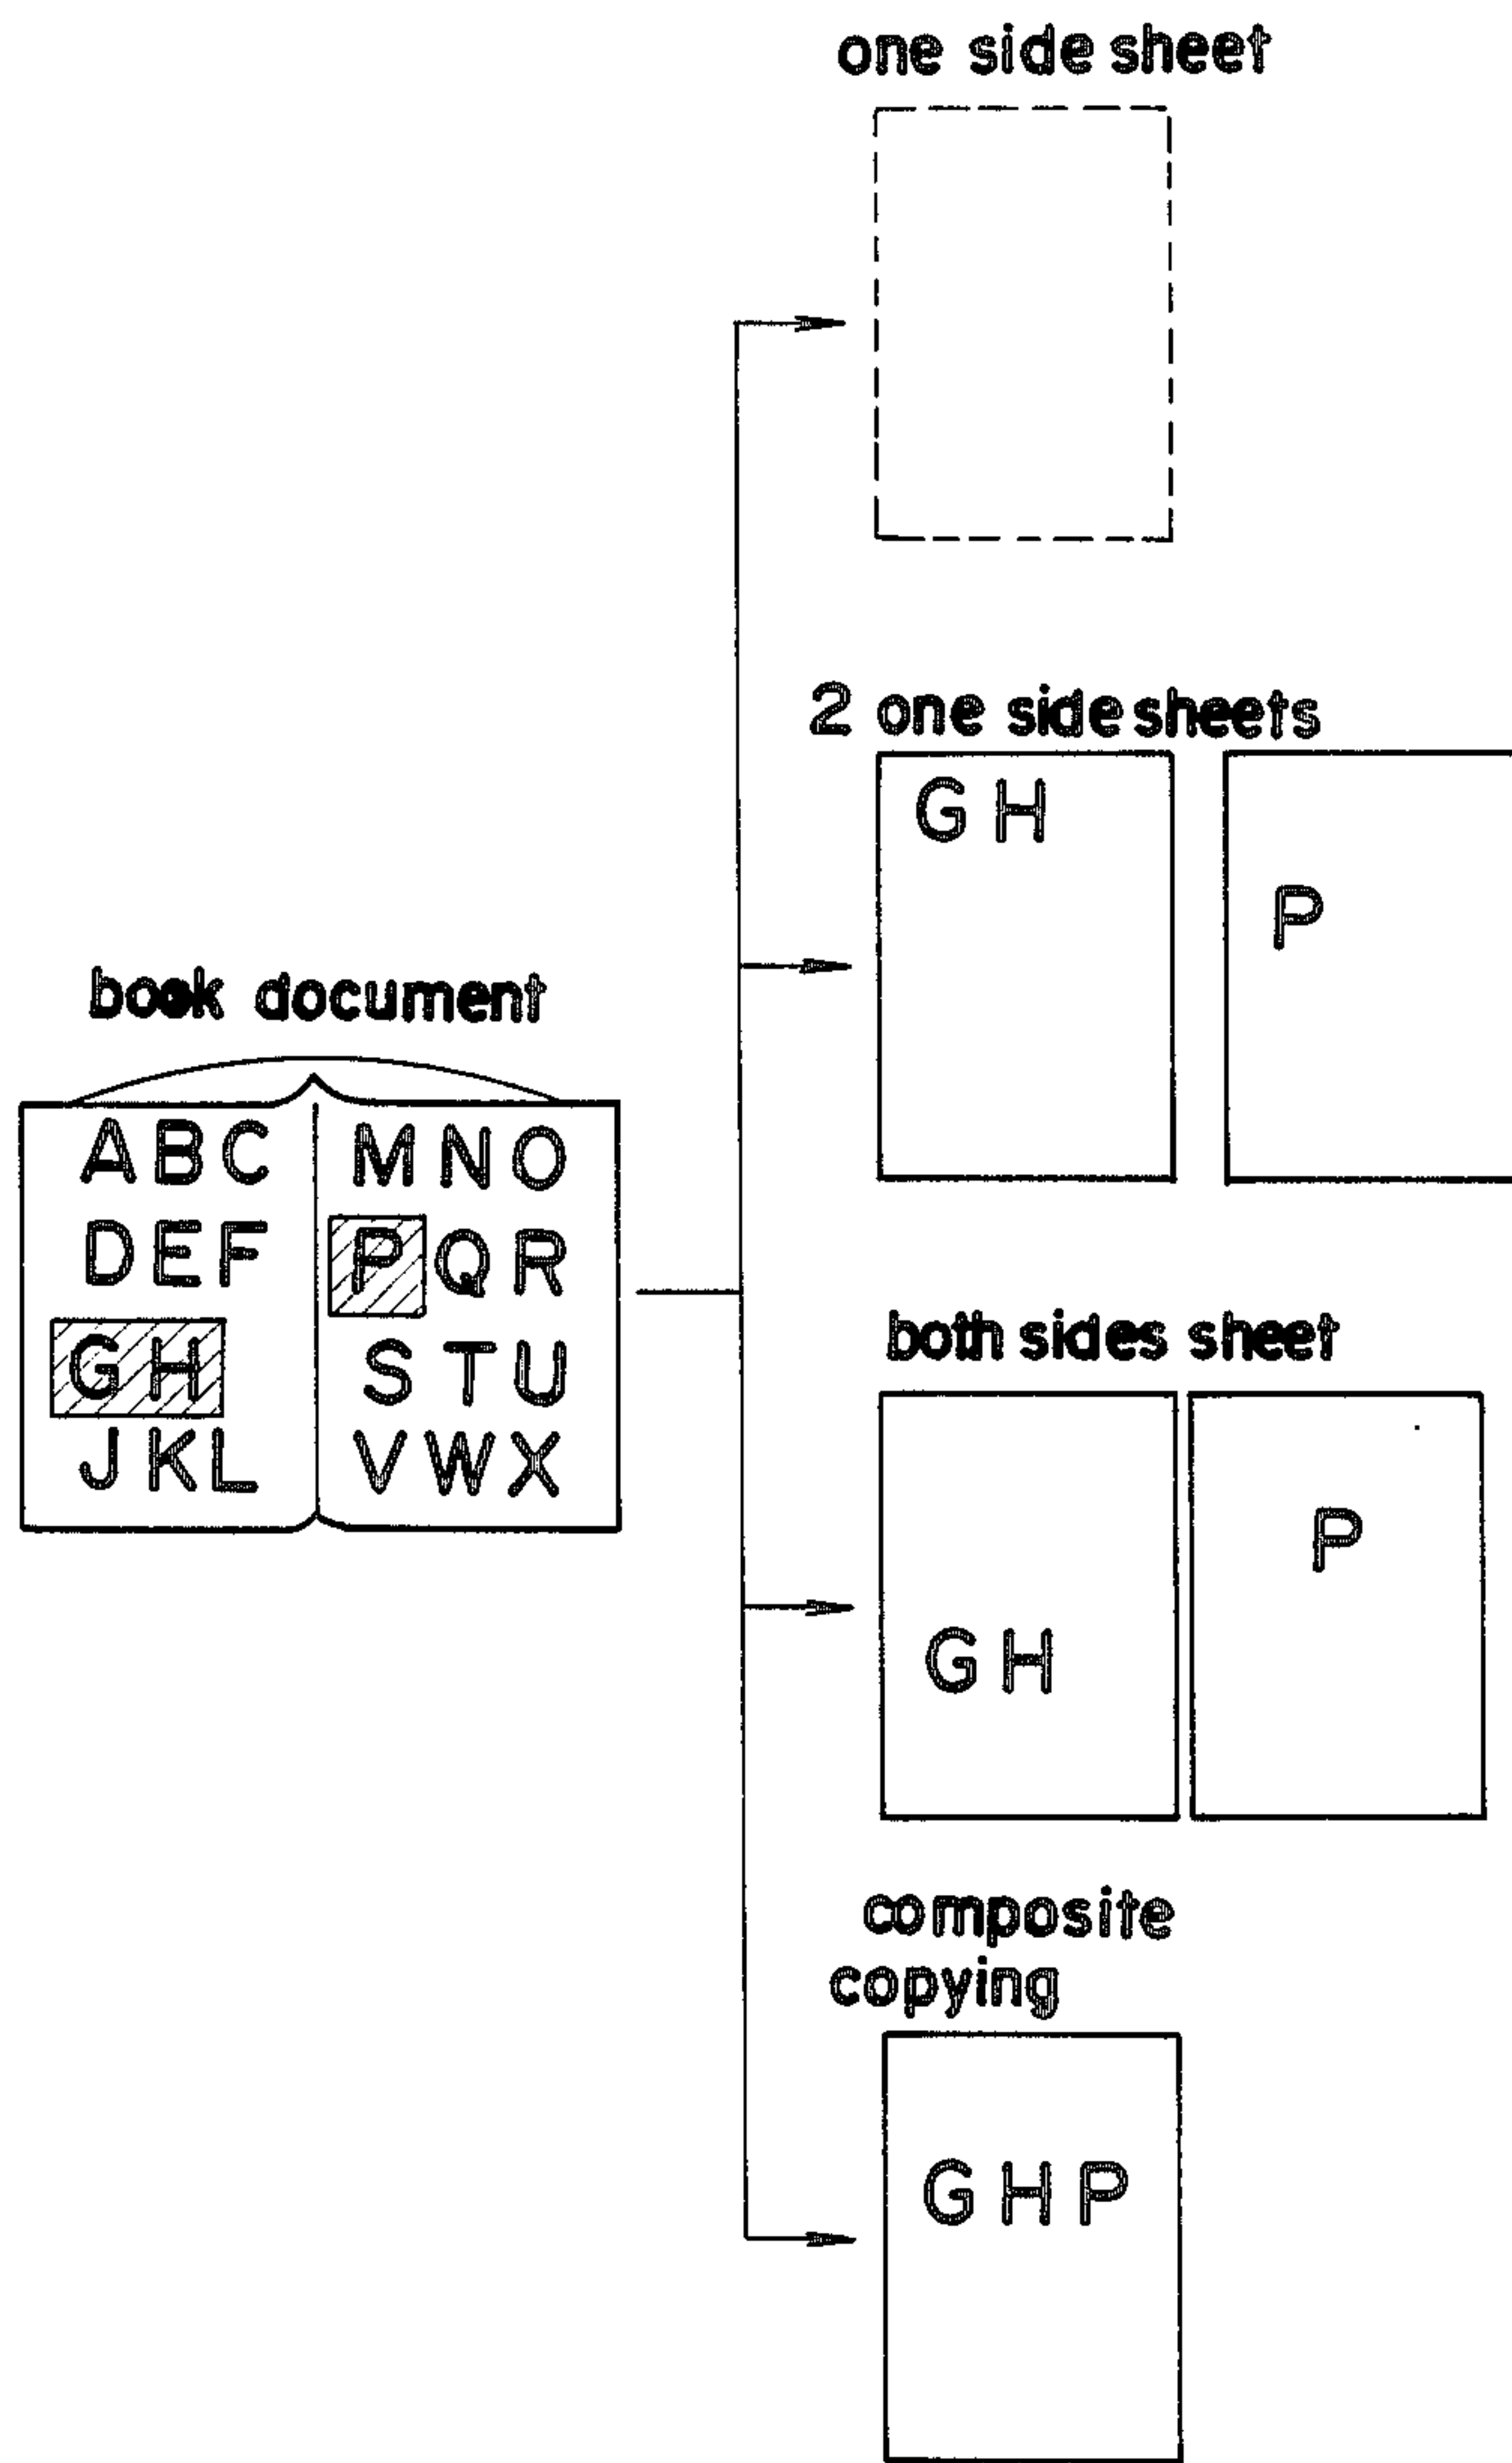 one side sheet
2 one side sheets
G H
P
book document
A B C
D E F
G H
J K L
M N O
P Q R
S T U
V W X
both sides sheet
G H
P
composite
copying
G H P